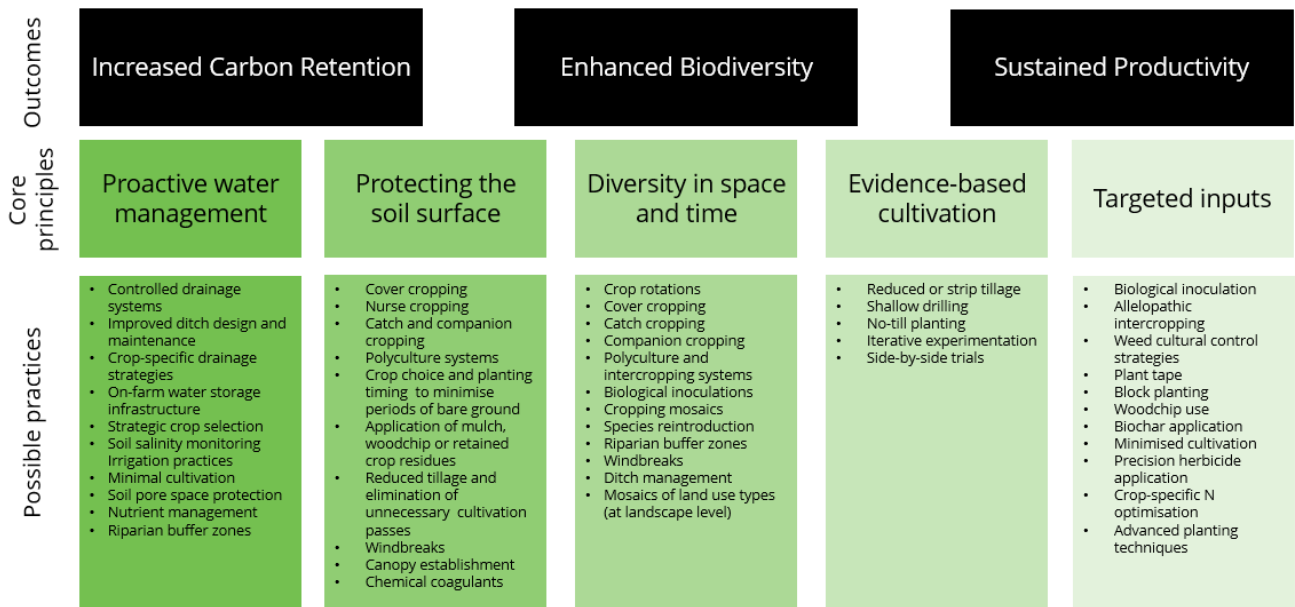 Outcomes
Increased Carbon Retention
Enhanced Biodiversity
Sustained Productivity
Core
principles
Proactive water
management
Protecting the
soil surface
Diversity in space
and time
Evidence-based
cultivation
Targeted inputs
Possible practices
• Controlled drainage
systems
• Improved ditch design and
maintenance
• Crop-specific drainage
strategies
• On-farm water storage
infrastructure
• Strategic crop selection
• Soil salinity monitoring
Irrigation practices
• Minimal cultivation
• Soil pore space protection
• Nutrient management
• Riparian buffer zones
• Cover cropping
• Nurse cropping
• Catch and companion
cropping
• Polyculture systems
• Crop choice and planting
timing to minimise
periods of bare ground
• Application of mulch,
woodchip or retained
crop residues
• Reduced tillage and
elimination of
unnecessary cultivation
passes
• Windbreaks
• Canopy establishment
• Chemical coagulants
• Crop rotations
• Cover cropping
• Catch cropping
• Companion cropping
• Polyculture and
intercropping systems
• Biological inoculations
• Cropping mosaics
• Species reintroduction
• Riparian buffer zones
• Windbreaks
• Ditch management
• Mosaics of land use types
(at landscape level)
• Reduced or strip tillage
• Shallow drilling
• No-till planting
• Iterative experimentation
• Side-by-side trials
• Biological inoculation
• Allelopathic
intercropping
• Weed cultural control
strategies
• Plant tape
• Block planting
• Woodchip use
• Biochar application
• Minimised cultivation
• Precision herbicide
application
• Crop-specific N
optimisation
• Advanced planting
techniques